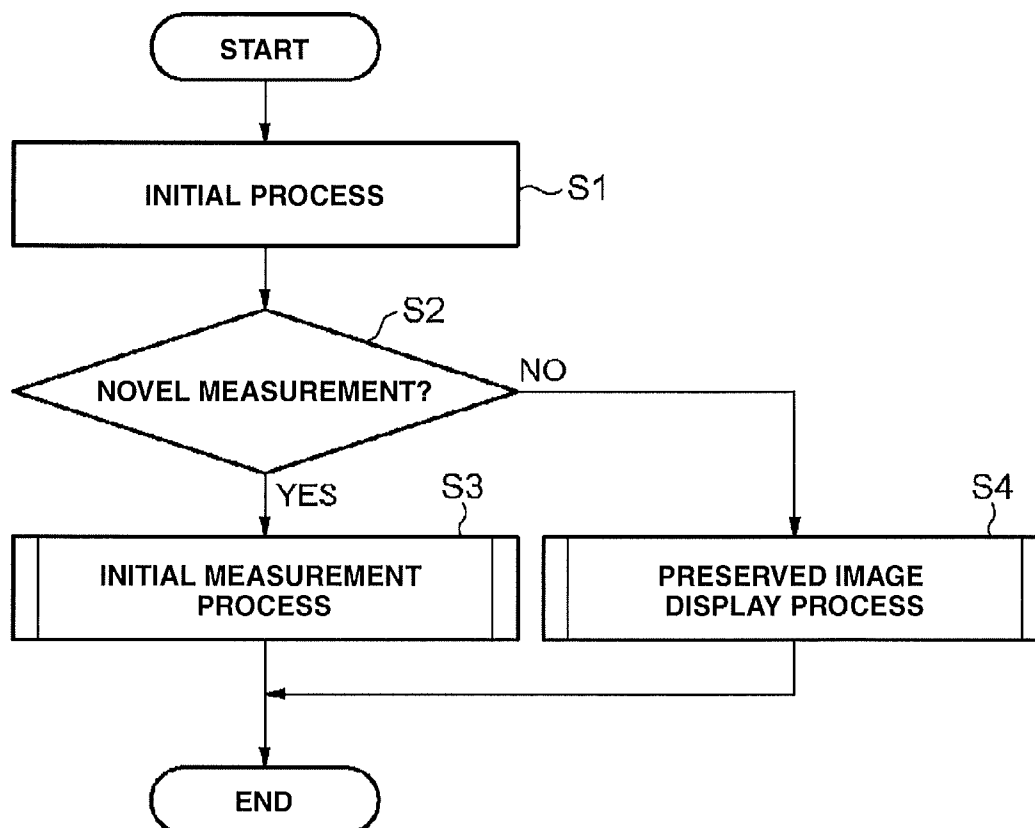 START
INITIAL PROCESS
S1
S2
NOVEL MEASUREMENT?
NO
YES
S3
S4
INITIAL MEASUREMENT
PROCESS
PRESERVED IMAGE
DISPLAY PROCESS
END